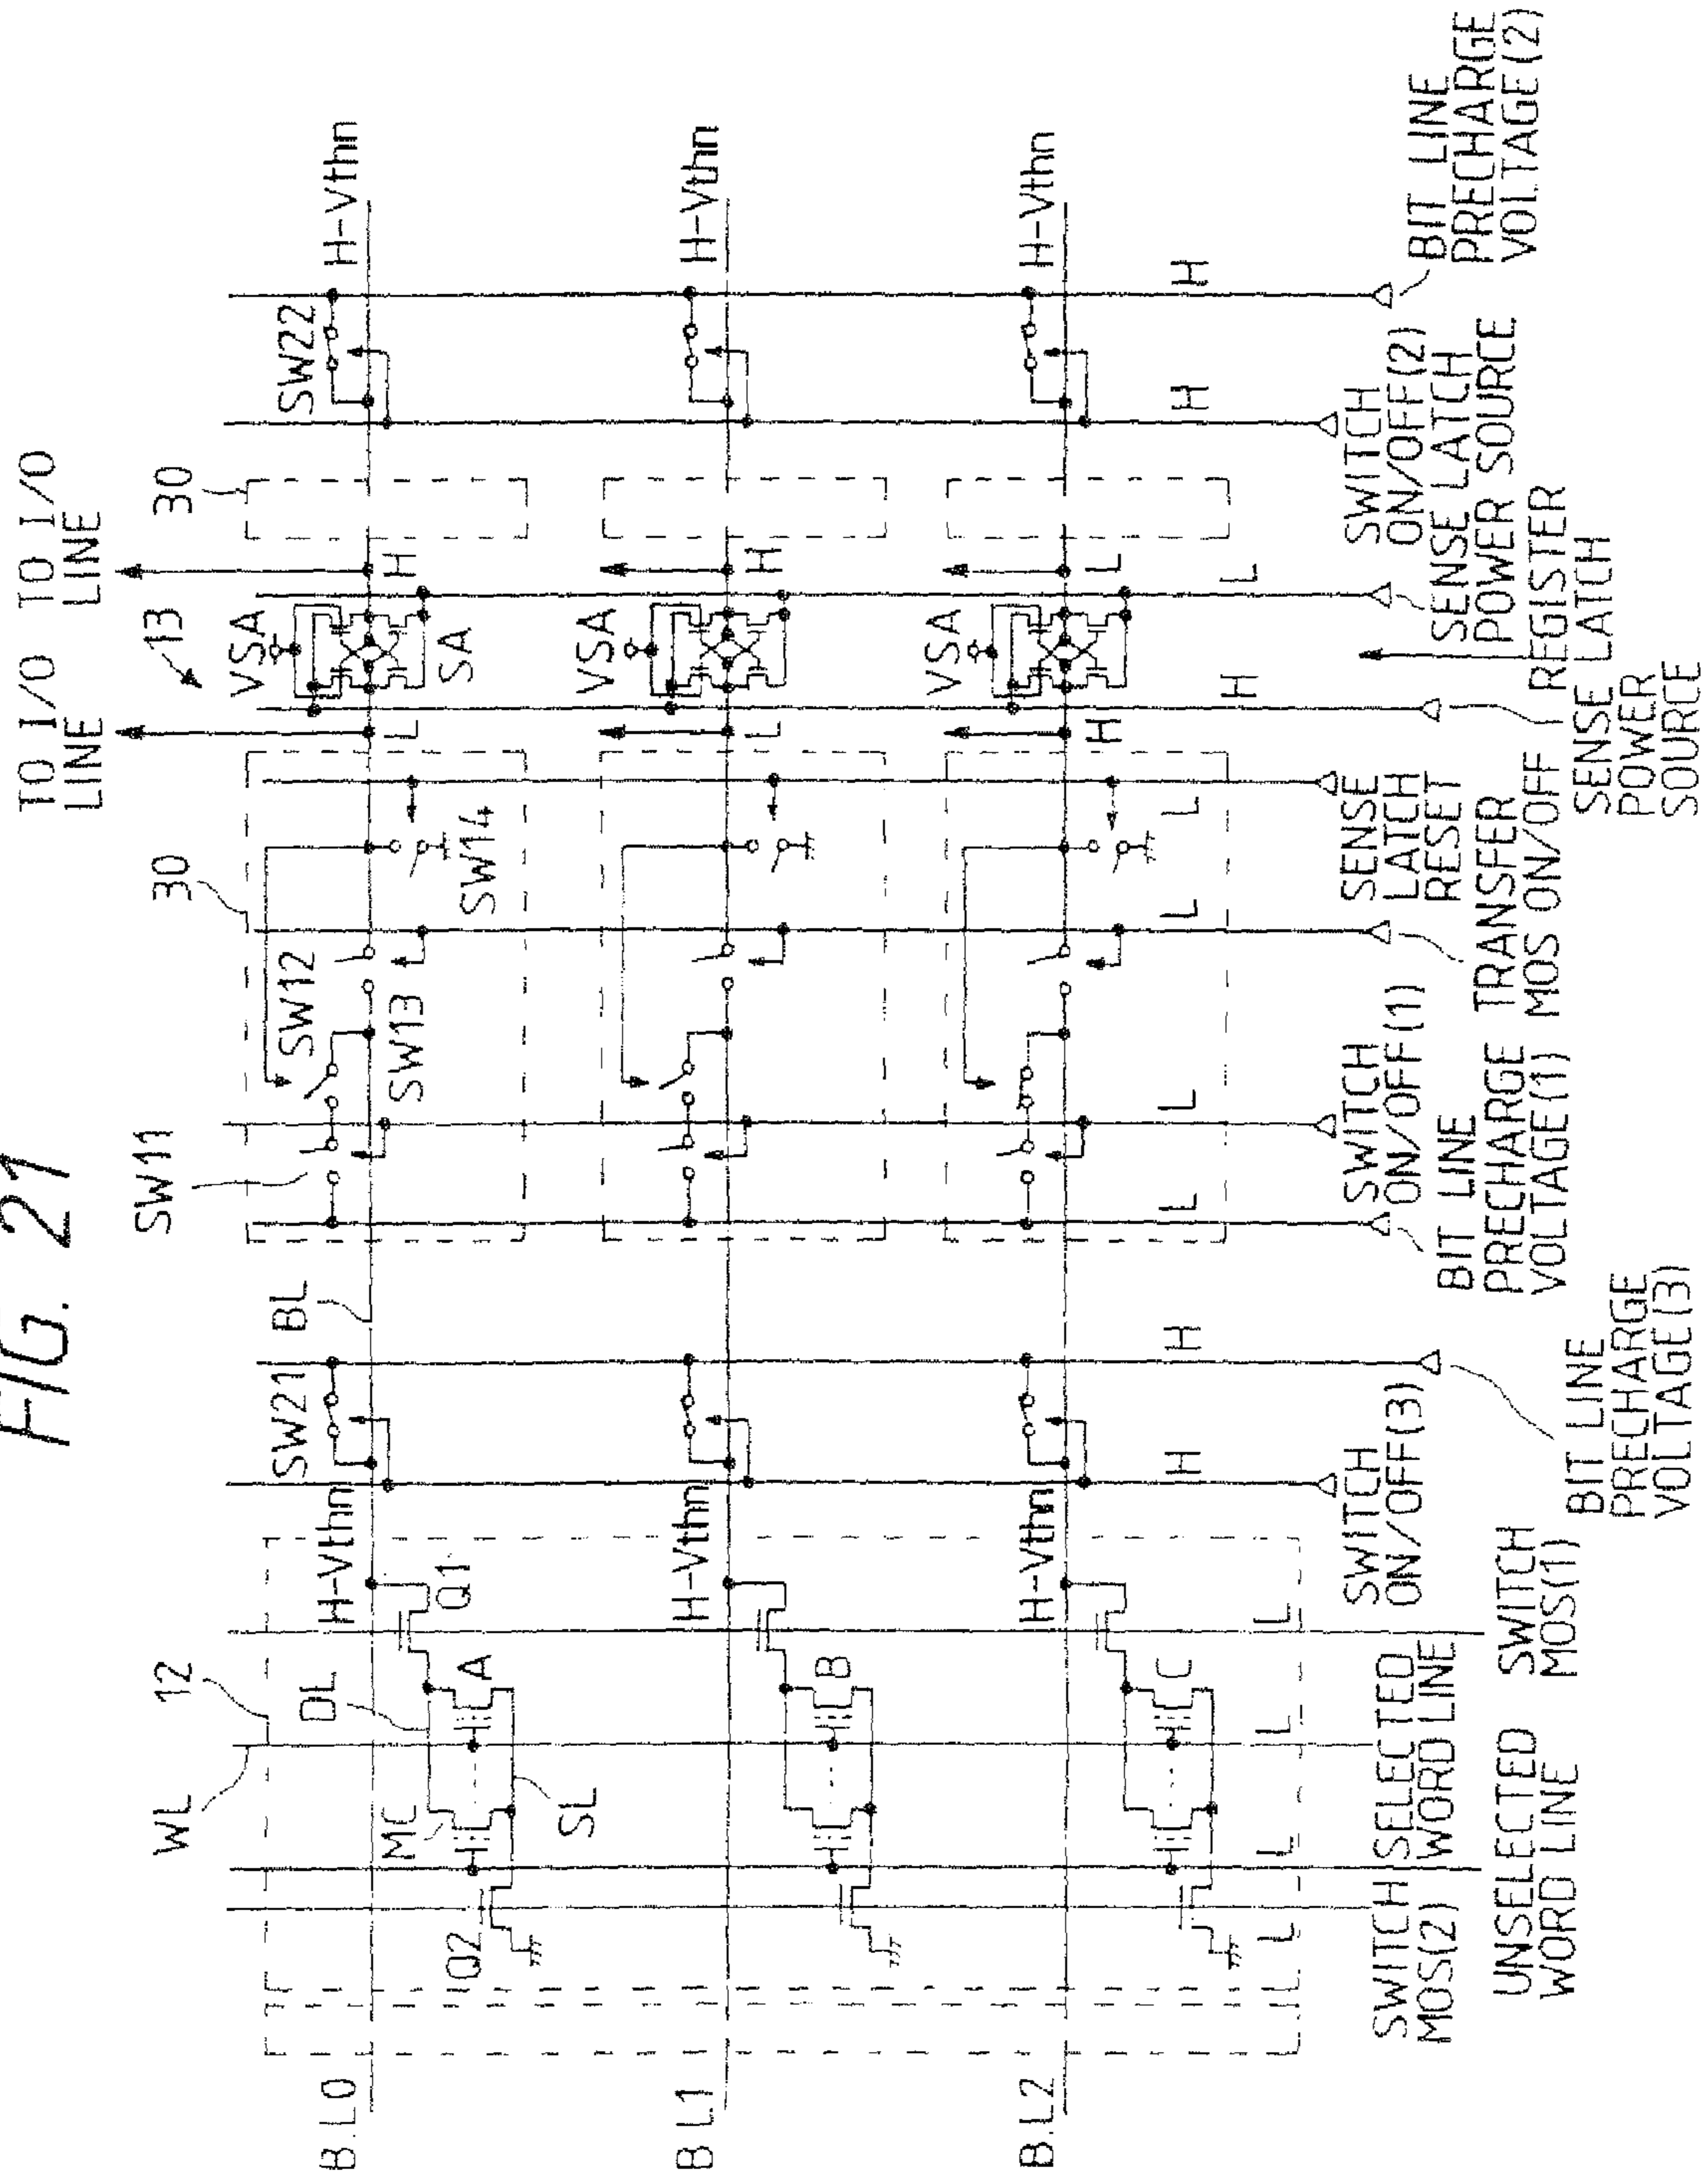 FIG. 21
TO I/O
LINE
TO I/O
LINE
13
30
30
SW11
12
WL
B.L0
H-Vthn
SW21
BL
SW12
SW13
SW14
VSA
SA
L
H
SW22
H-Vthn
DL
MC
A
Q1
Q2
SL
B.L1
H-Vthn
B
VSA
L
H
H-Vthn
B.L2
H-Vthn
C
VSA
H
L
H-Vthn
L
L
L
L
H
H
L
L
L
L
H
L
H
H
SWITCH
MOS(2)
UNSELECTED
WORD LINE
SELECTED
WORD LINE
SWITCH
MOS(1)
SWITCH
ON/OFF(3)
BIT LINE
PRECHARGE
VOLTAGE(3)
BIT LINE
PRECHARGE
VOLTAGE(1)
SWITCH
ON/OFF(1)
TRANSFER
MOS ON/OFF
SENSE
LATCH
RESET
SENSE
POWER
SOURCE
REGISTER
LATCH
SENSE LATCH
POWER SOURCE
SWITCH
ON/OFF(2)
BIT LINE
PRECHARGE
VOLTAGE(2)